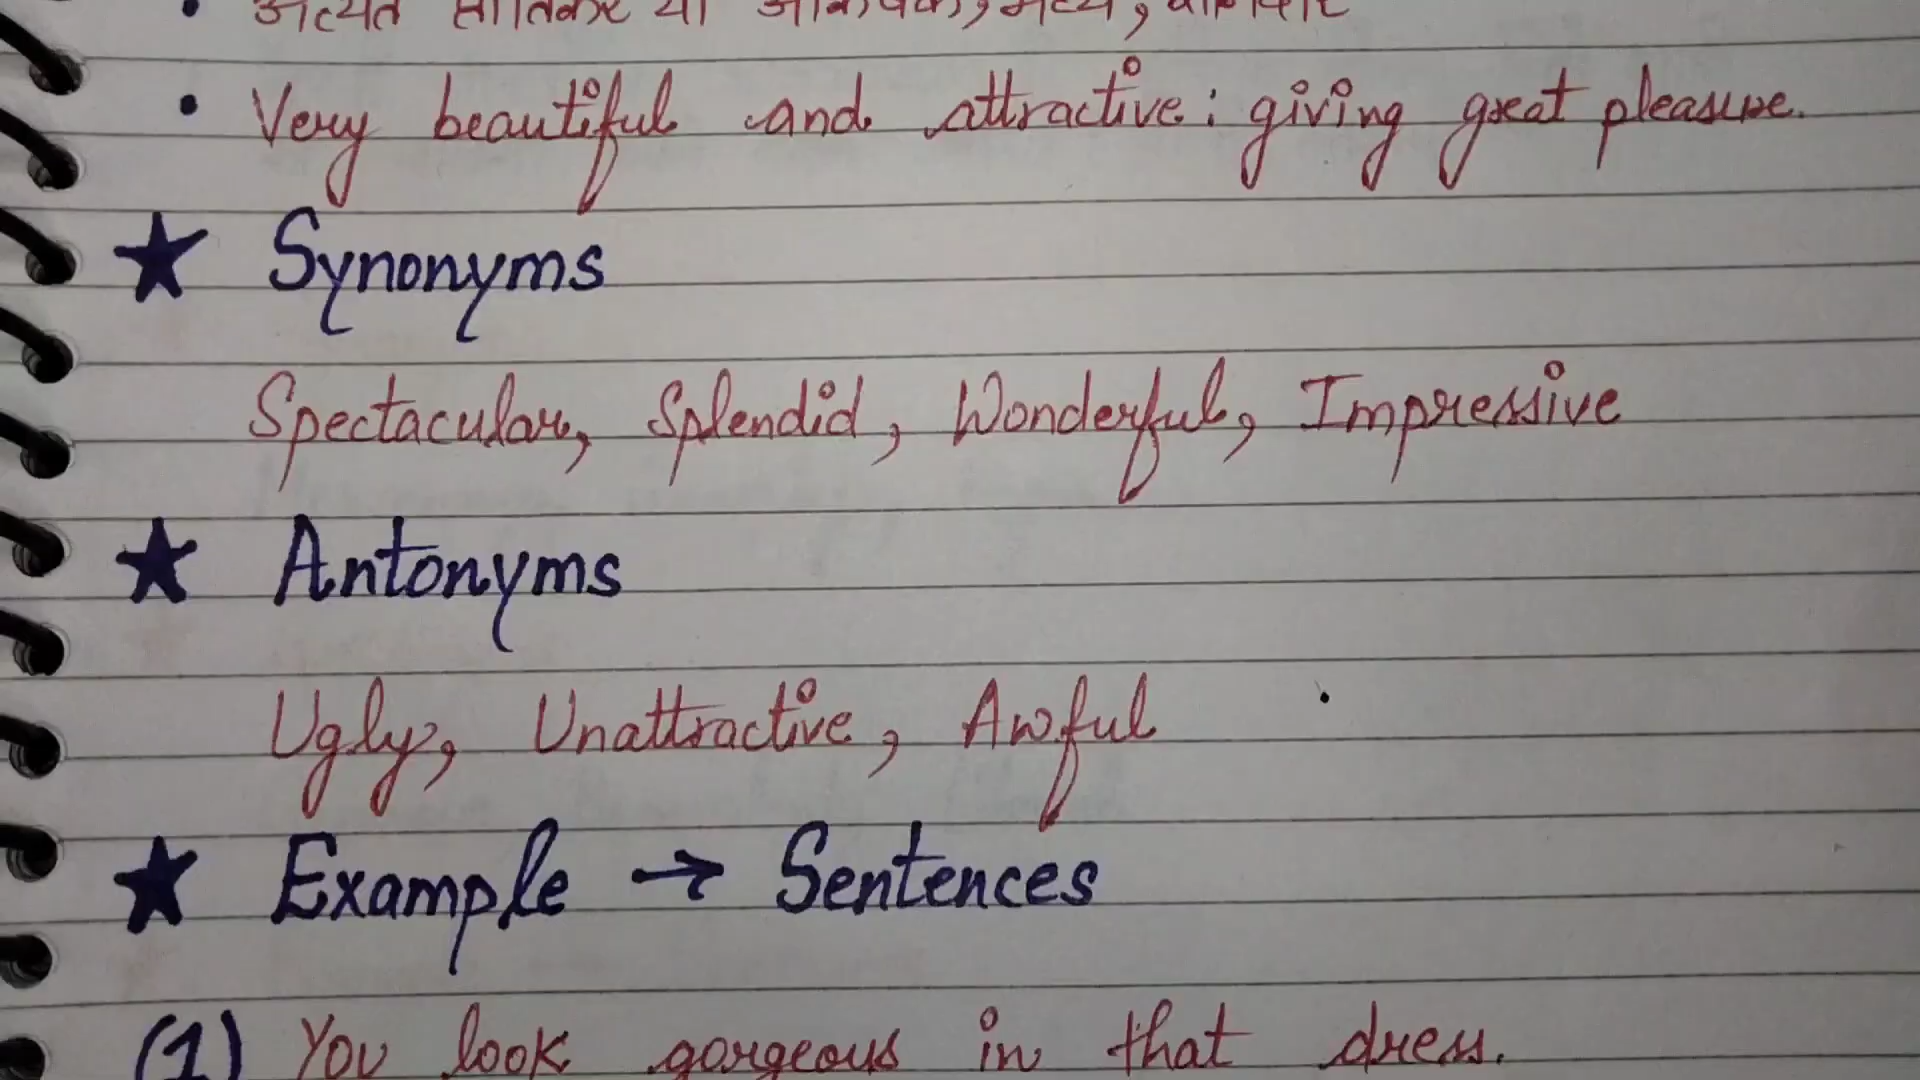 • अत्यंत या
• Very beautiful and attractive: giving great pleasure.
★ Synonyms
Spectacular, Splendid, Wonderful, Impressive
★ Antonyms
Ugly, Unattractive, Awful
★ Example → Sentences
(1) You look gorgeous in that dress.